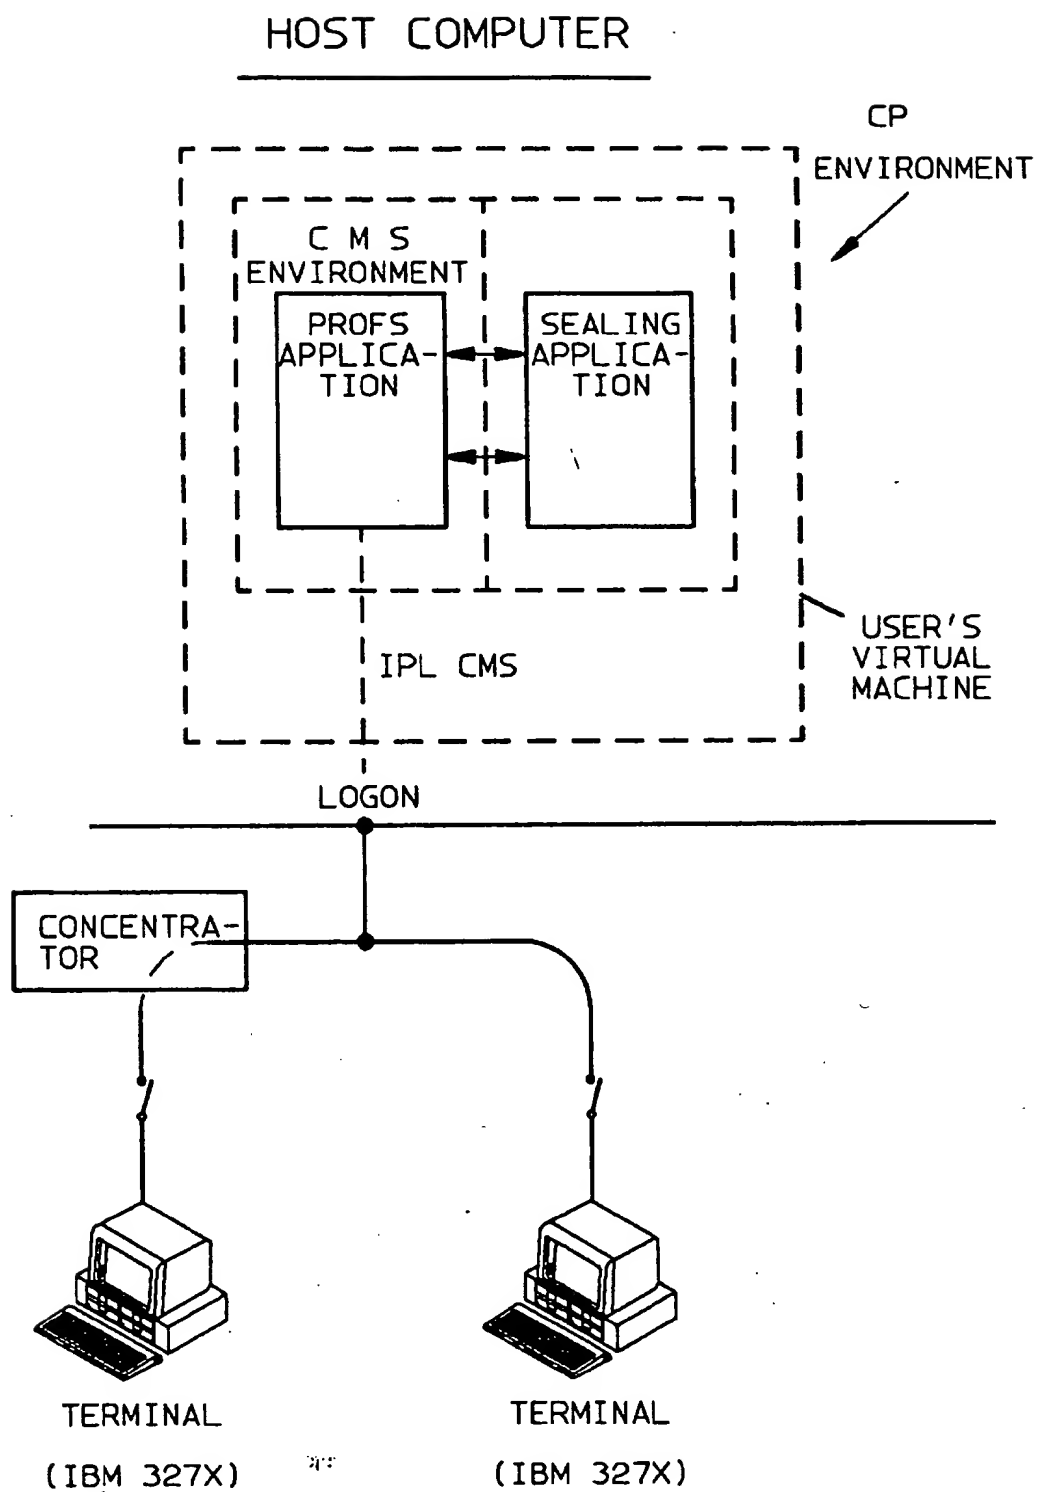 HOST COMPUTER
CP
ENVIRONMENT
C M S
ENVIRONMENT
PROFS
APPLICA-
TION
SEALING
APPLICA-
TION
USER'S
VIRTUAL
MACHINE
IPL CMS
LOGON
CONCENTRA-
TOR
TERMINAL
(IBM 327X)
TERMINAL
(IBM 327X)